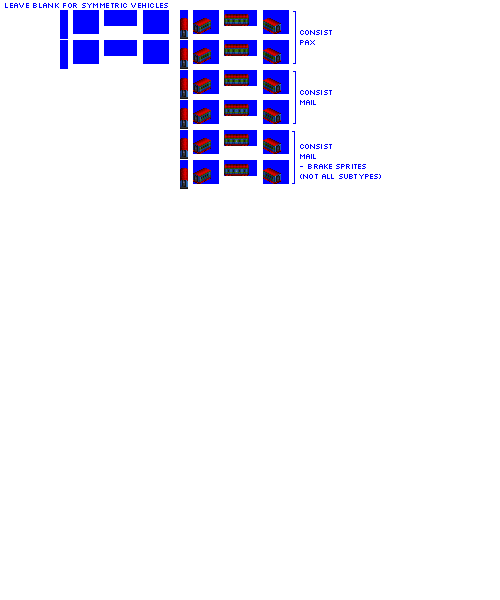 LEAVE BLANK FOR SYMMETRIC VEHICLES
CONSIST
PAX
CONSIST
MAIL
CONSIST
MAIL
- BRAKE SPRITES
(NOT ALL SUBTYPES)